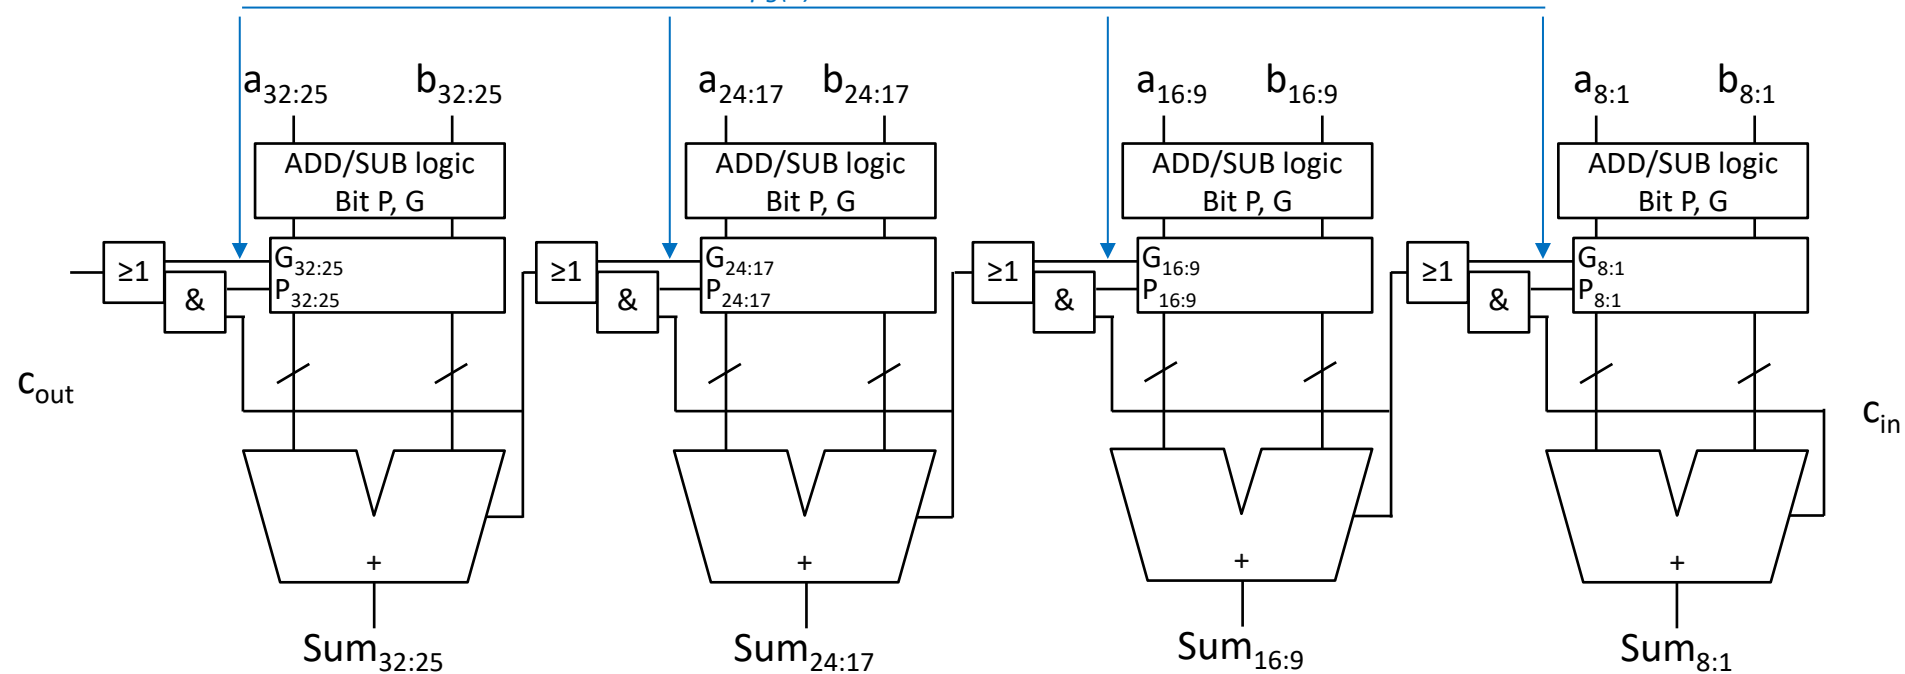 a32:25 b32:25 a24:17 b24:17 a16:9 b16:9 a8:1 b8:1
ADD/SUB logic ADD/SUB logic ADD/SUB logic ADD/SUB logic
Bit P, G Bit P, G Bit P, G Bit P, G
≥1 G32:25 ≥1 G24:17 ≥1 G16:9 ≥1 G8:1
& P32:25 & P24:17 & P16:9 & P8:1
cout cin
+ + + +
Sum32:25 Sum24:17 Sum16:9 Sum8:1